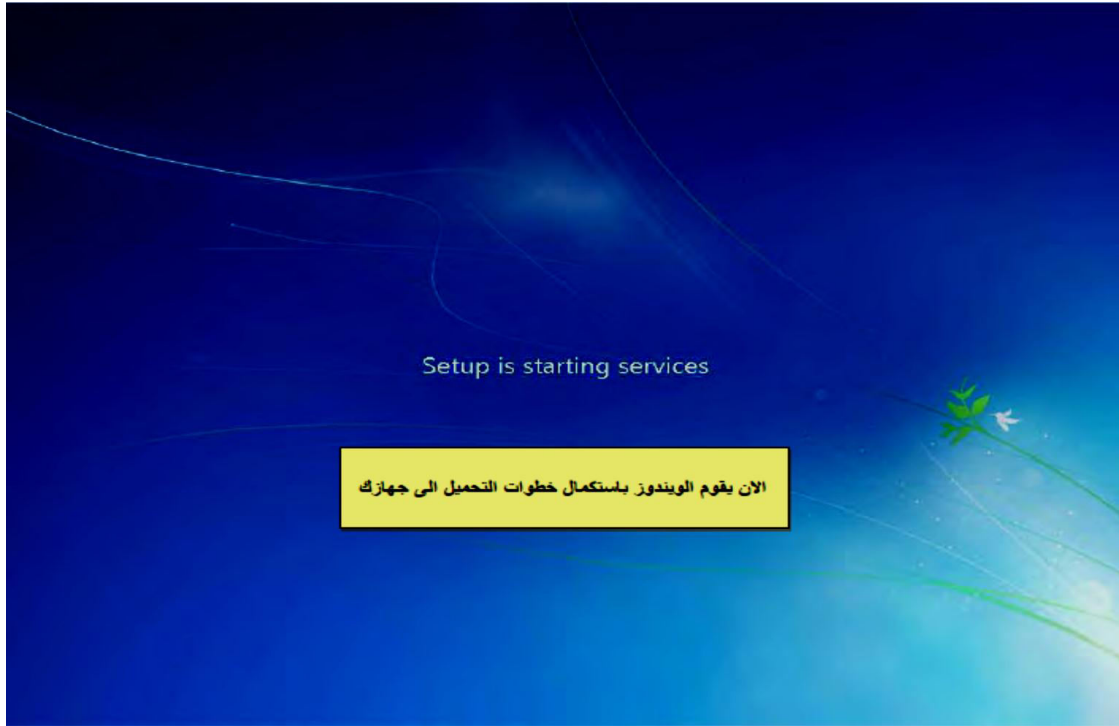 Setup is starting services
الان يقوم الويندوز باستكمال خطوات التحميل الى جهازك